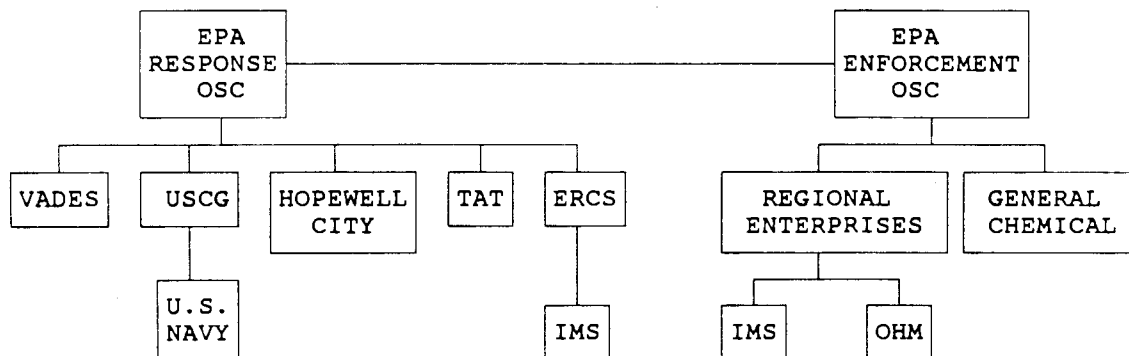 EPA
RESPONSE
OSC
EPA
ENFORCEMENT
OSC
VADES
USCG
HOPEWELL
CITY
TAT
ERCS
REGIONAL
ENTERPRISES
GENERAL
CHEMICAL
U.S.
NAVY
IMS
IMS
OHM